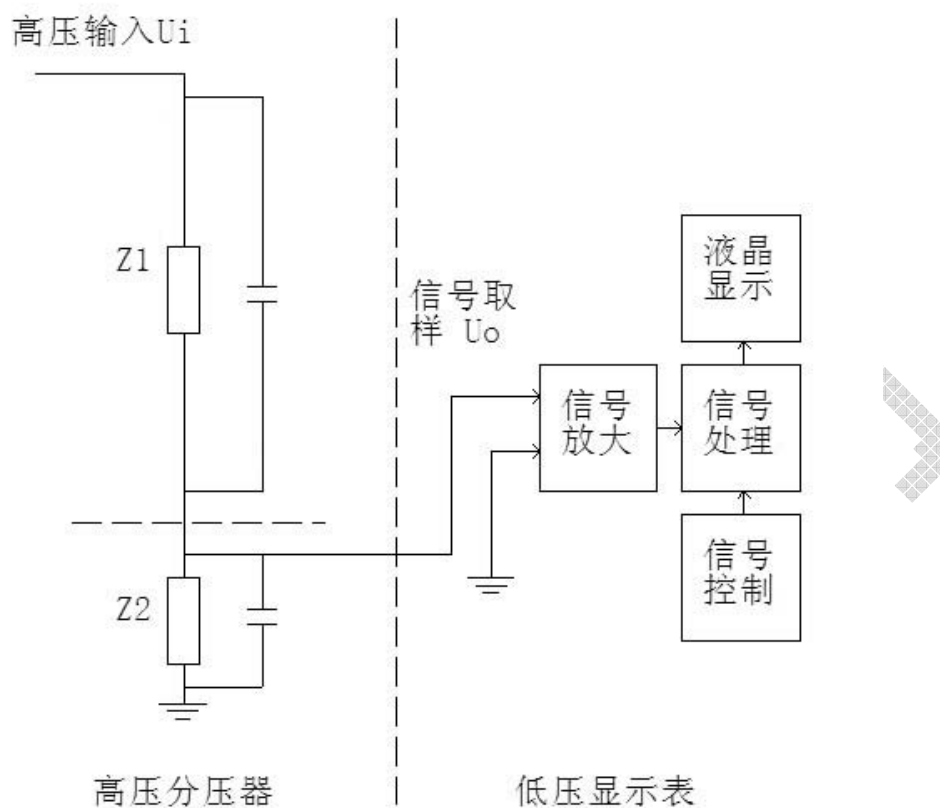 高压输入Ui
Z1
信号取
样 Uo
液晶
显示
信号
放大
信号
处理
信号
控制
Z2
高压分压器
低压显示表